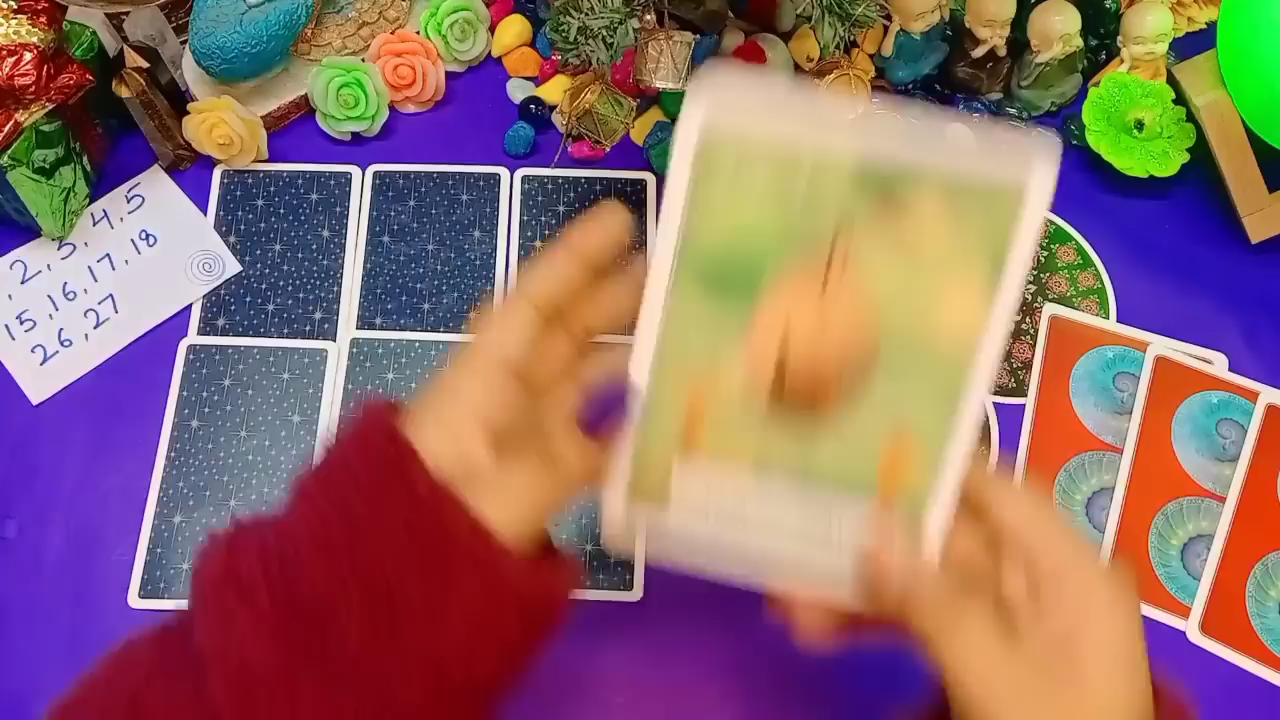 , 2, 3, 4, 5
15, 16, 17, 18
26, 27